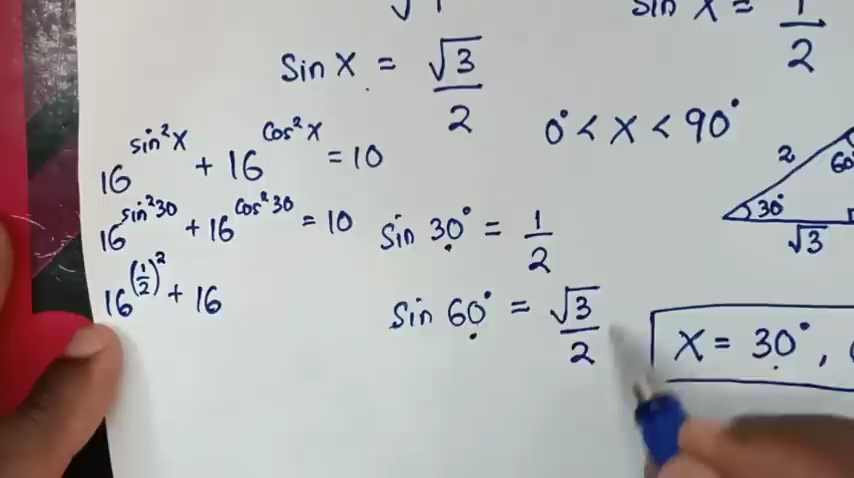 √1
sin x = 1/2
Sin x = √3/2
0° < x < 90°
16^(sin²x) + 16^(cos²x) = 10
16^(sin²30) + 16^(cos²30) = 10
16^((1/2)²) + 16
Sin 30° = 1/2
Sin 60° = √3/2
2
60
30°
√3
x = 30°,